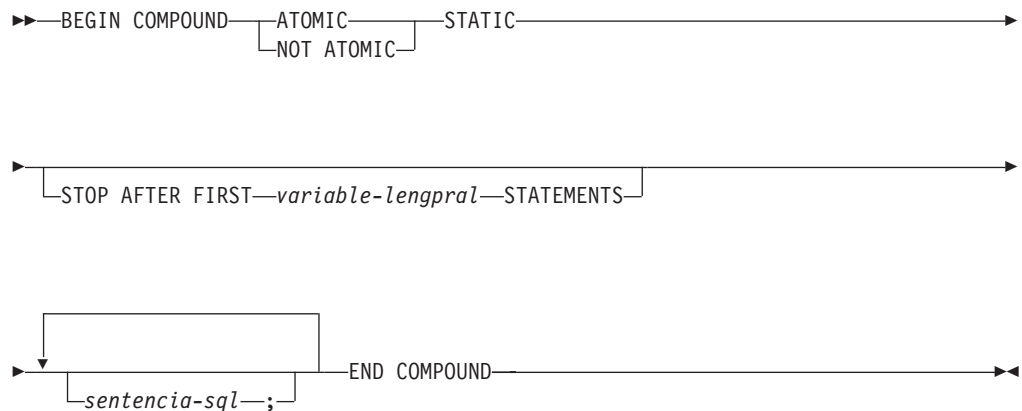 BEGIN COMPOUND ATOMIC STATIC
NOT ATOMIC
STOP AFTER FIRST variable-lengpral STATEMENTS
END COMPOUND
sentencia-sql ;